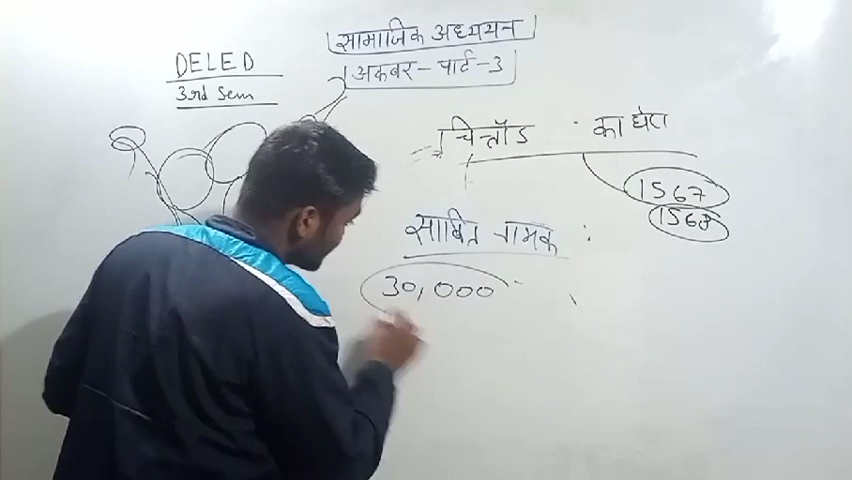 सामाजिक अध्ययन
DELED
अकबर - पार्ट - 3
3rd Sem
चित्तौड का घेरा
1567
1568
साबित नामक :
30,000